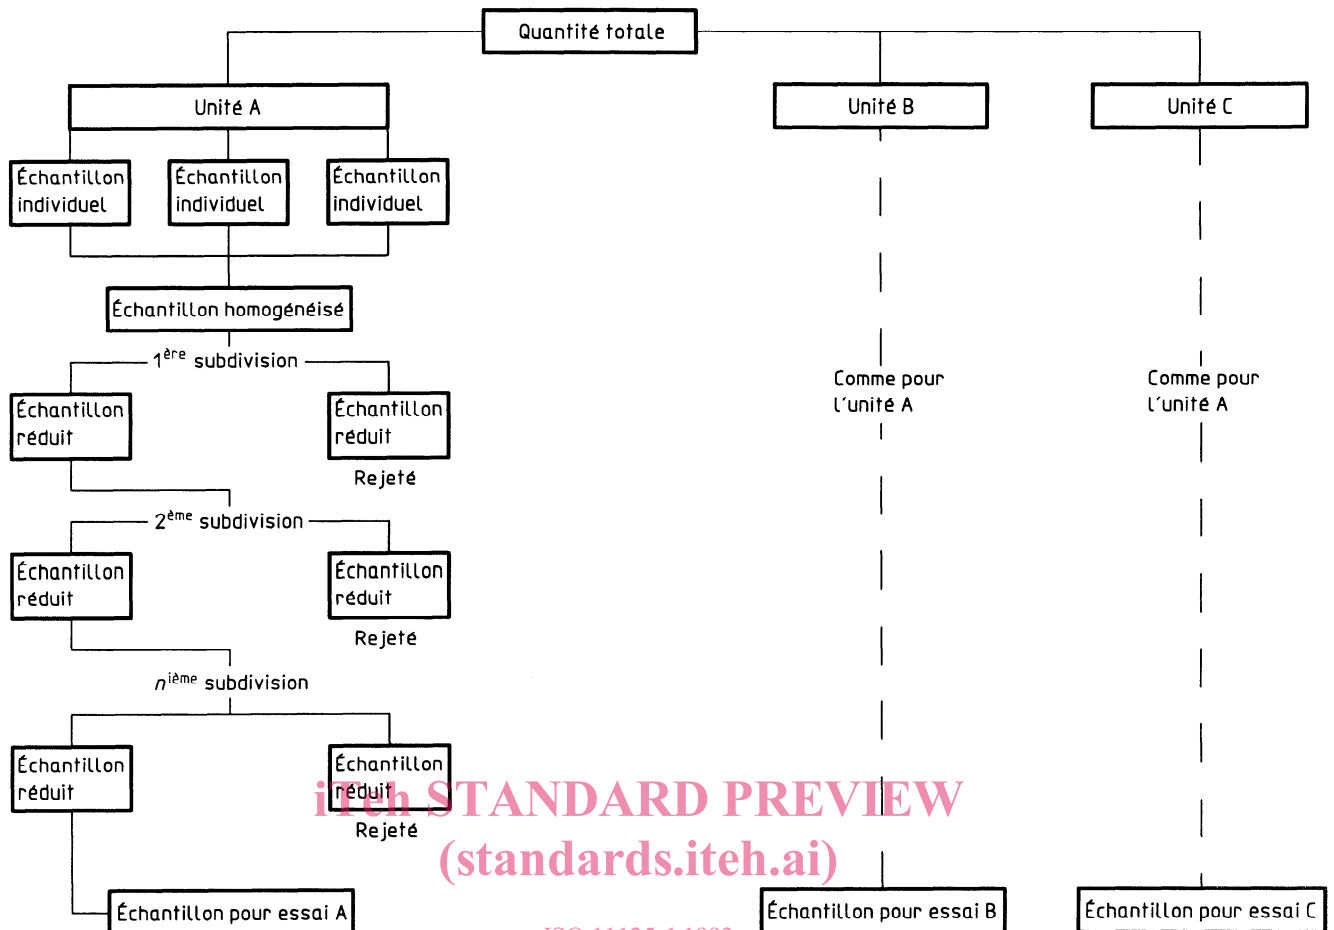 Quantité totale
Unité A
Unité B
Unité C
Échantillon
individuel
Échantillon
individuel
Échantillon
individuel
Échantillon homogénéisé
1ère subdivision
Échantillon
réduit
Échantillon
réduit
Rejeté
Comme pour
l'unité A
Comme pour
l'unité A
2ème subdivision
Échantillon
réduit
Échantillon
réduit
Rejeté
nième subdivision
Échantillon
réduit
Échantillon
réduit
Rejeté
iTeh STANDARD PREVIEW
(standards.iteh.ai)
Échantillon pour essai A
Échantillon pour essai B
Échantillon pour essai C